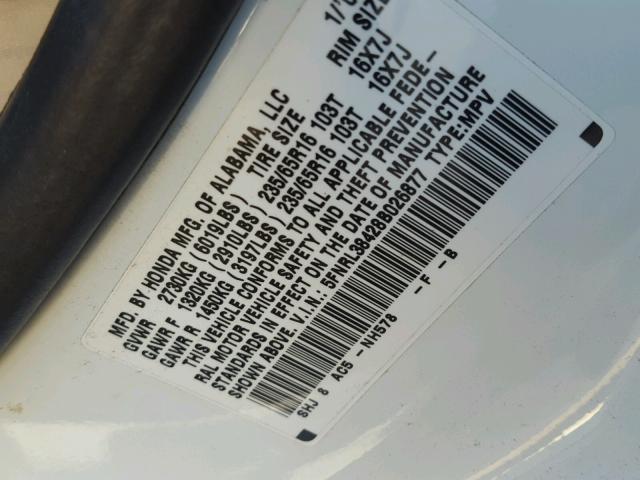 MFD. BY HONDA MFG. OF ALABAMA, LLC 1/
GVWR 2730KG (6019LBS) TIRE SIZE RIM SIZE
GAWR F 1320KG (2910LBS) 235/65R16 103T 16X7J
GAWR R 1450KG (3197LBS) 235/65R16 103T 16X7J
THIS VEHICLE CONFORMS TO ALL APPLICABLE FEDE-
RAL MOTOR VEHICLE SAFETY AND THEFT PREVENTION
STANDARDS IN EFFECT ON THE DATE OF MANUFACTURE
SHOWN ABOVE. V.I.N.: 5FNRL38428B029877 TYPE:MPV
SHJ 8 AC5 -NH578 -F -B